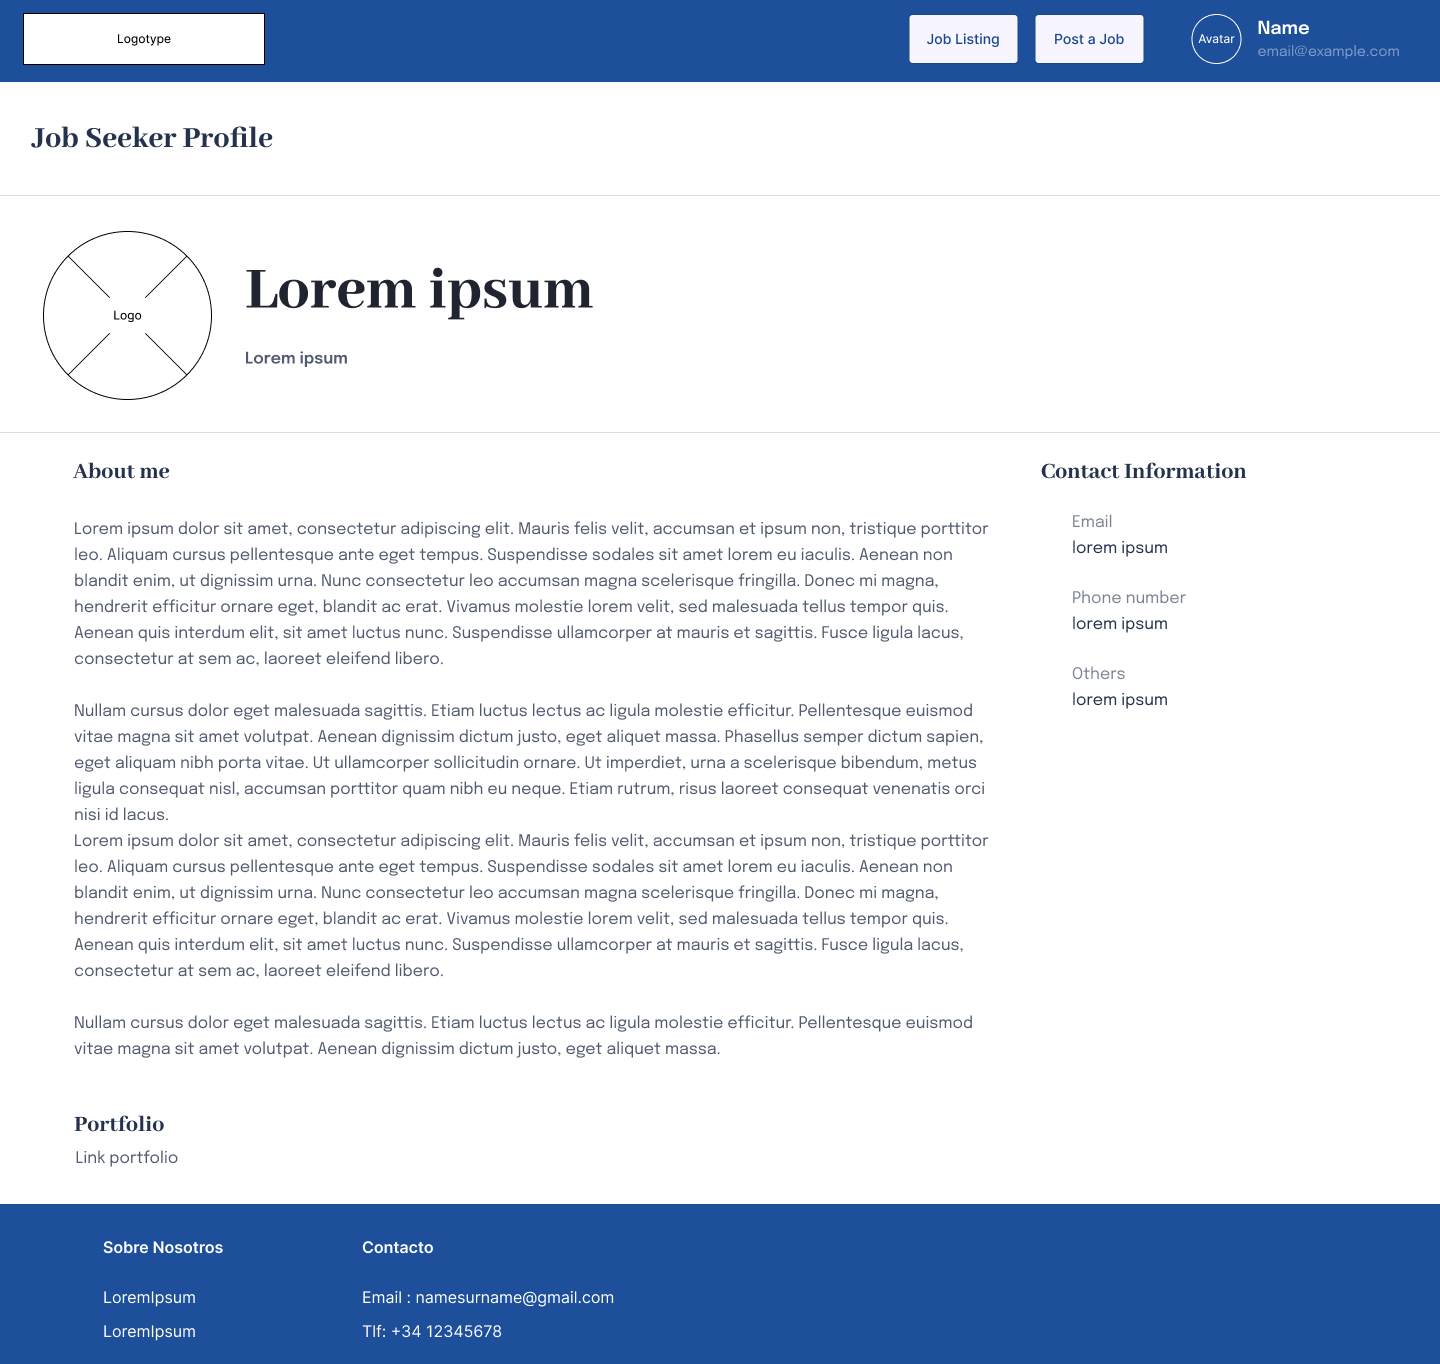 Logotype
Job Listing
Post a Job
Avatar
Name
email@example.com
Job Seeker Profile
Logo
Lorem ipsum
Lorem ipsum
About me
Lorem ipsum dolor sit amet, consectetur adipiscing elit. Mauris felis velit, accumsan et ipsum non, tristique porttitor
leo. Aliquam cursus pellentesque ante eget tempus. Suspendisse sodales sit amet lorem eu iaculis. Aenean non
blandit enim, ut dignissim urna. Nunc consectetur leo accumsan magna scelerisque fringilla. Donec mi magna,
hendrerit efficitur ornare eget, blandit ac erat. Vivamus molestie lorem velit, sed malesuada tellus tempor quis.
Aenean quis interdum elit, sit amet luctus nunc. Suspendisse ullamcorper at mauris et sagittis. Fusce ligula lacus,
consectetur at sem ac, laoreet eleifend libero.
Nullam cursus dolor eget malesuada sagittis. Etiam luctus lectus ac ligula molestie efficitur. Pellentesque euismod
vitae magna sit amet volutpat. Aenean dignissim dictum justo, eget aliquet massa. Phasellus semper dictum sapien,
eget aliquam nibh porta vitae. Ut ullamcorper sollicitudin ornare. Ut imperdiet, urna a scelerisque bibendum, metus
ligula consequat nisl, accumsan porttitor quam nibh eu neque. Etiam rutrum, risus laoreet consequat venenatis orci
nisi id lacus.
Lorem ipsum dolor sit amet, consectetur adipiscing elit. Mauris felis velit, accumsan et ipsum non, tristique porttitor
leo. Aliquam cursus pellentesque ante eget tempus. Suspendisse sodales sit amet lorem eu iaculis. Aenean non
blandit enim, ut dignissim urna. Nunc consectetur leo accumsan magna scelerisque fringilla. Donec mi magna,
hendrerit efficitur ornare eget, blandit ac erat. Vivamus molestie lorem velit, sed malesuada tellus tempor quis.
Aenean quis interdum elit, sit amet luctus nunc. Suspendisse ullamcorper at mauris et sagittis. Fusce ligula lacus,
consectetur at sem ac, laoreet eleifend libero.
Nullam cursus dolor eget malesuada sagittis. Etiam luctus lectus ac ligula molestie efficitur. Pellentesque euismod
vitae magna sit amet volutpat. Aenean dignissim dictum justo, eget aliquet massa.
Portfolio
Link portfolio
Contact Information
Email
lorem ipsum
Phone number
lorem ipsum
Others
lorem ipsum
Sobre Nosotros
LoremIpsum
LoremIpsum
Contacto
Email : namesurname@gmail.com
Tlf: +34 12345678